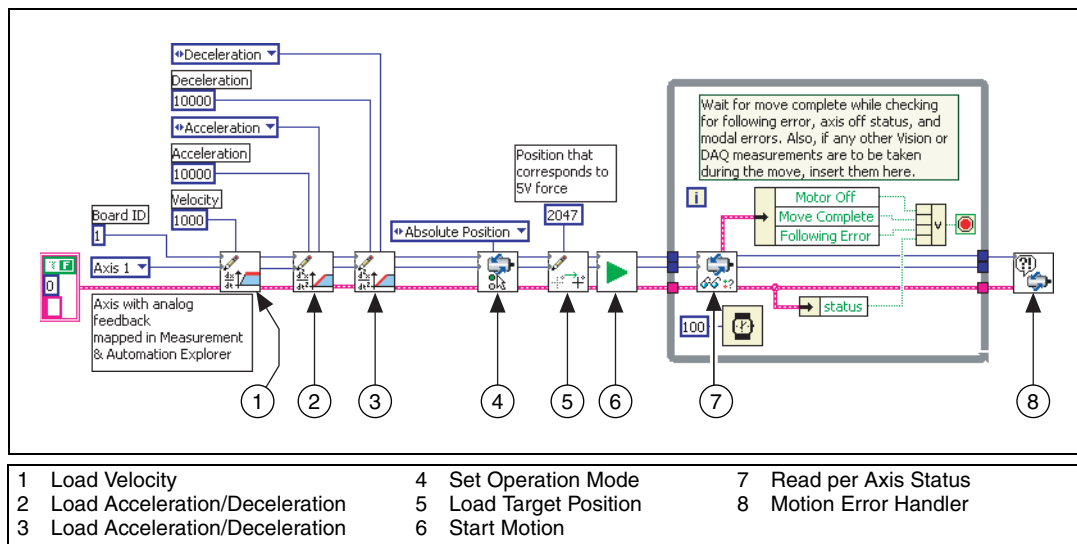 Deceleration
Deceleration
10000
Acceleration
Acceleration
10000
Velocity
1000
Board ID
1
Axis 1
F
0
Axis with analog
feedback
mapped in Measurement
& Automation Explorer
Absolute Position
Position that
corresponds to
5V force
2047
Wait for move complete while checking
for following error, axis off status, and
modal errors. Also, if any other Vision or
DAQ measurements are to be taken
during the move, insert them here.
i
Motor Off
Move Complete
Following Error
v
status
100
1
2
3
4
5
6
7
8
1 Load Velocity
2 Load Acceleration/Deceleration
3 Load Acceleration/Deceleration
4 Set Operation Mode
5 Load Target Position
6 Start Motion
7 Read per Axis Status
8 Motion Error Handler